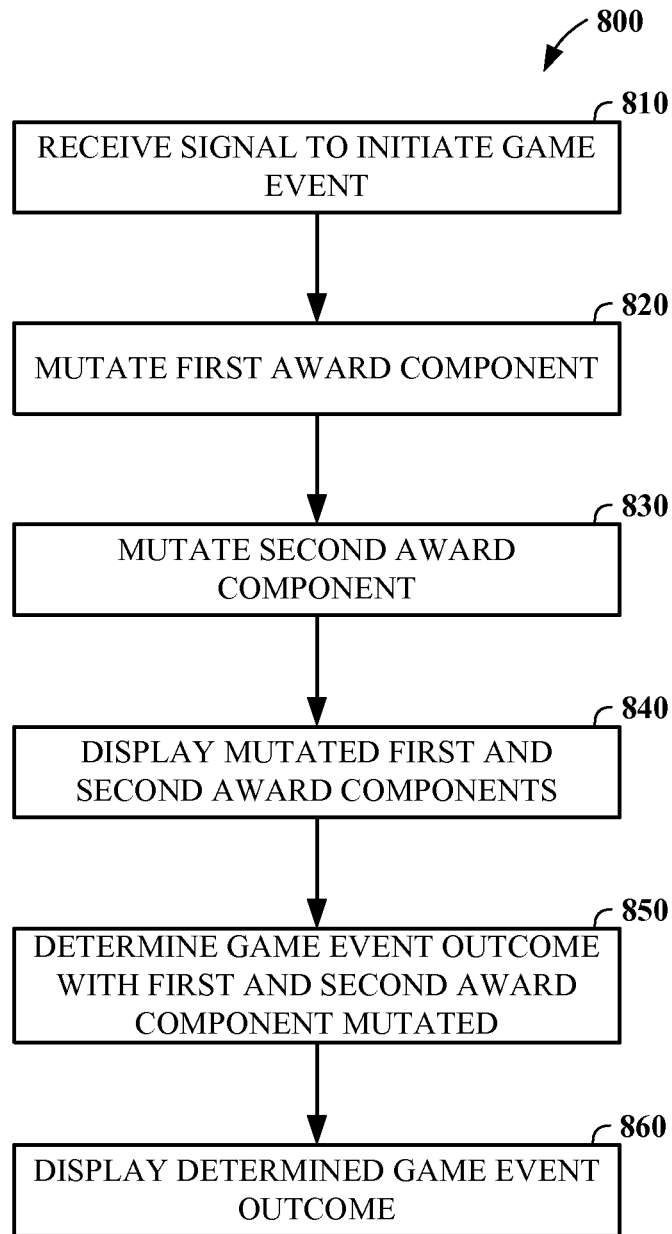 800
810
RECEIVE SIGNAL TO INITIATE GAME
EVENT
820
MUTATE FIRST AWARD COMPONENT
830
MUTATE SECOND AWARD
COMPONENT
840
DISPLAY MUTATED FIRST AND
SECOND AWARD COMPONENTS
850
DETERMINE GAME EVENT OUTCOME
WITH FIRST AND SECOND AWARD
COMPONENT MUTATED
860
DISPLAY DETERMINED GAME EVENT
OUTCOME